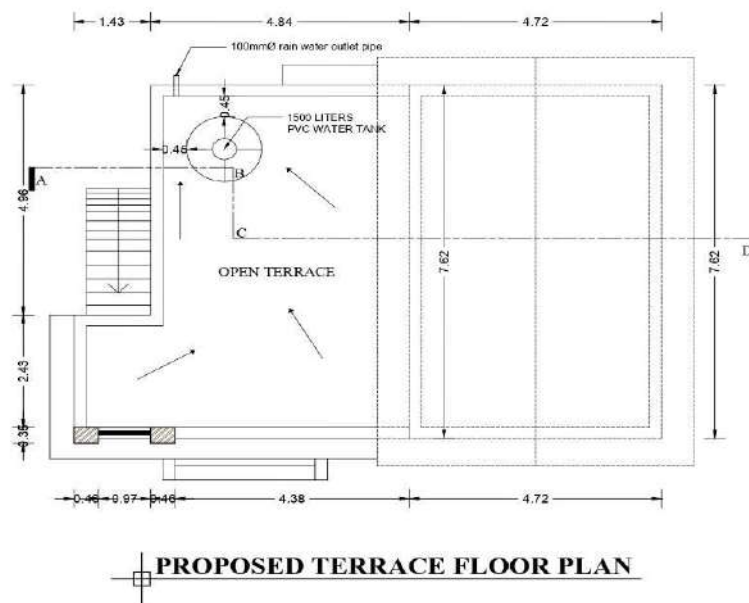 1.43 4.84 4.72
100mmØ rain water outlet pipe
0.45
1500 LITERS
PVC WATER TANK
0.45
A
B
4.96
C
D
OPEN TERRACE
7.62
7.62
2.43
0.35
0.46 0.97 0.46 4.38 4.72
PROPOSED TERRACE FLOOR PLAN